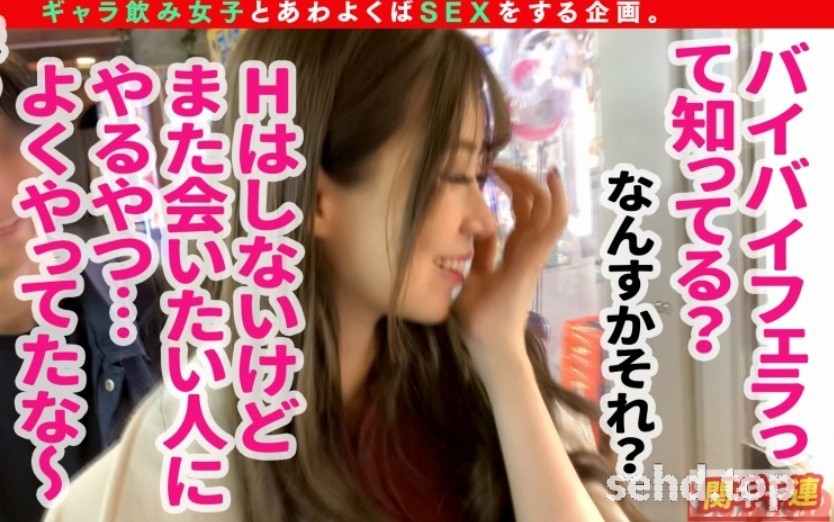 ギャラ飲み女子とあわよくばSEXをする企画。
バイバイフェラっ
て知ってる?
なんすかそれ?
Hはしないけど
また会いたい人に
やるやつ…
よくやってたな〜
sehd.top